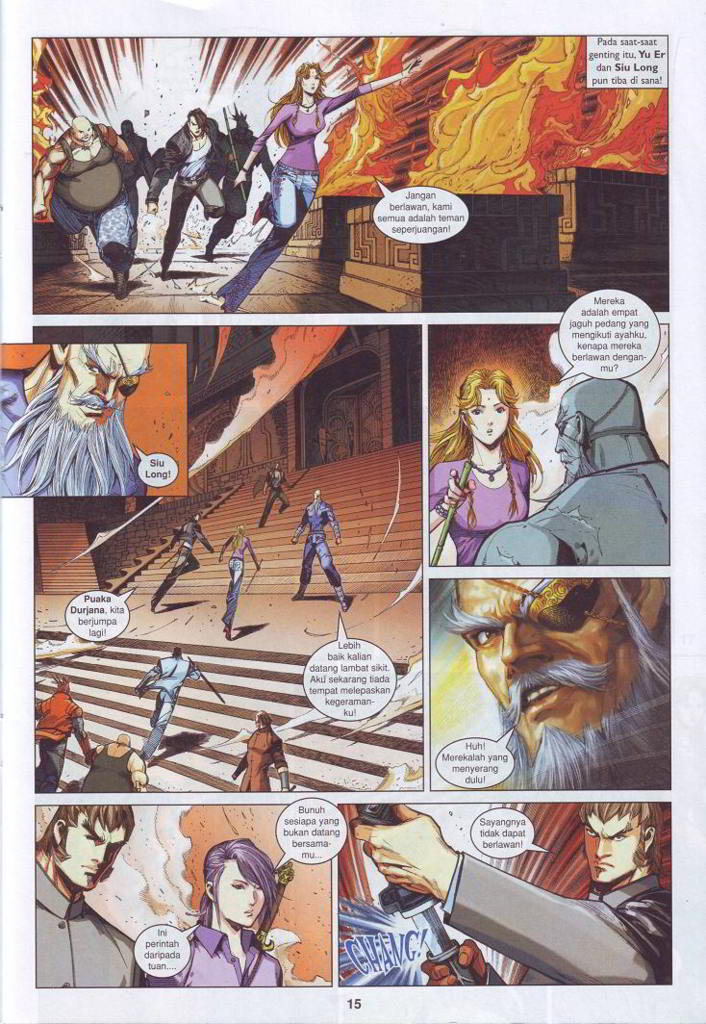 Pada saat-saat
genting itu, Yu Er
dan Siu Long
pun tiba di sana!
Jangan
berlawan, kami
semua adalah teman
seperjuangan!
Siu
Long!
Puaka
Durjana, kita
berjumpa
lagi!
Lebih
baik kalian
datang lambat sikit.
Aku sekarang tiada
tempat melepaskan
kegeraman-
ku!
Mereka
adalah empat
jaguh pedang yang
mengikuti ayahku,
kenapa mereka
berlawan dengan-
mu?
Huh!
Merekalah yang
menyerang
dulu!
Bunuh
sesiapa yang
bukan datang
bersama-
mu...
Ini
perintah
daripada
tuan....
Sayangnya
tidak dapat
berlawan!
CHANG!
15